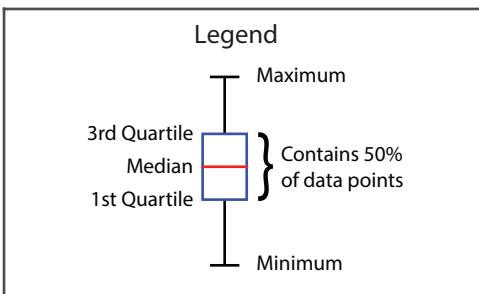 Legend
Maximum
3rd Quartile
Median
1st Quartile
Contains 50%
of data points
Minimum